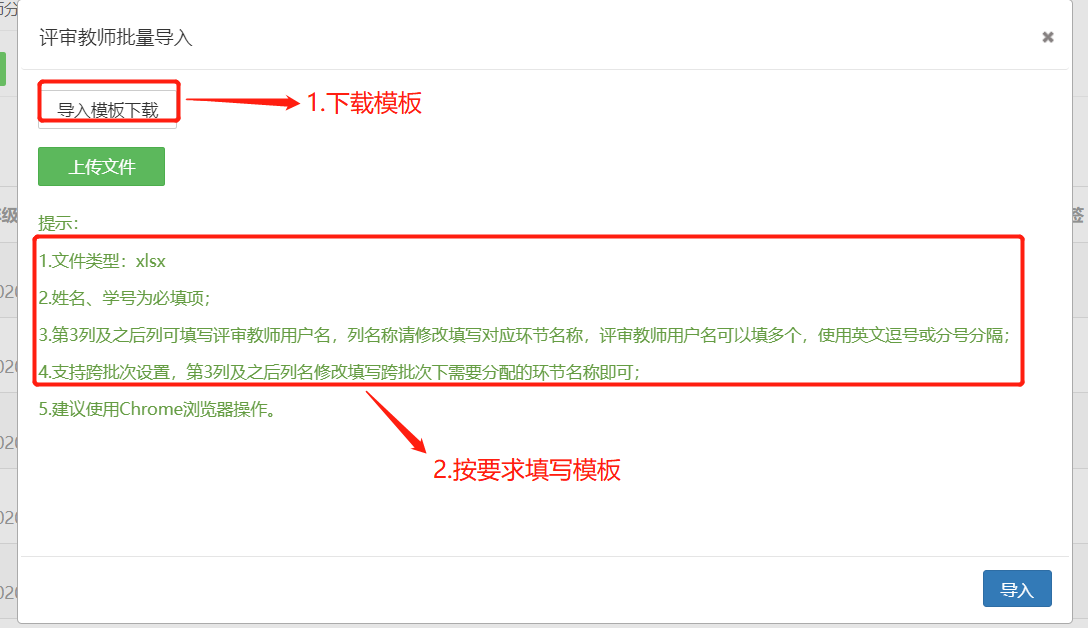 评审教师批量导入
导入模板下载
1.下载模板
上传文件
提示：
1.文件类型：xlsx
2.姓名、学号为必填项；
3.第3列及之后列可填写评审教师用户名，列名称请修改填写对应环节名称，评审教师用户名可以填多个，使用英文逗号或分号分隔；
4.支持跨批次设置，第3列及之后列名修改填写跨批次下需要分配的环节名称即可；
5.建议使用Chrome浏览器操作。
2.按要求填写模板
导入